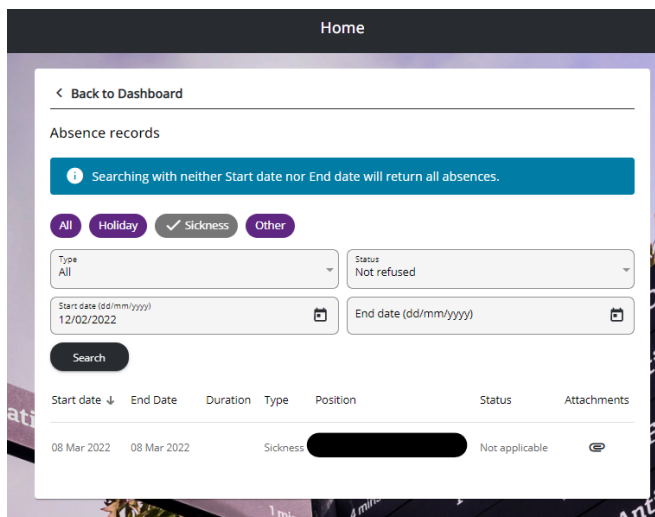 Home
Back to Dashboard
Absence records
Searching with neither Start date nor End date will return all absences.
All Holiday Sickness Other
Type
All
Status
Not refused
Start date (dd/mm/yyyy)
12/02/2022
End date (dd/mm/yyyy)
Search
Start date End Date Duration Type Position Status Attachments
08 Mar 2022 08 Mar 2022 Sickness Not applicable